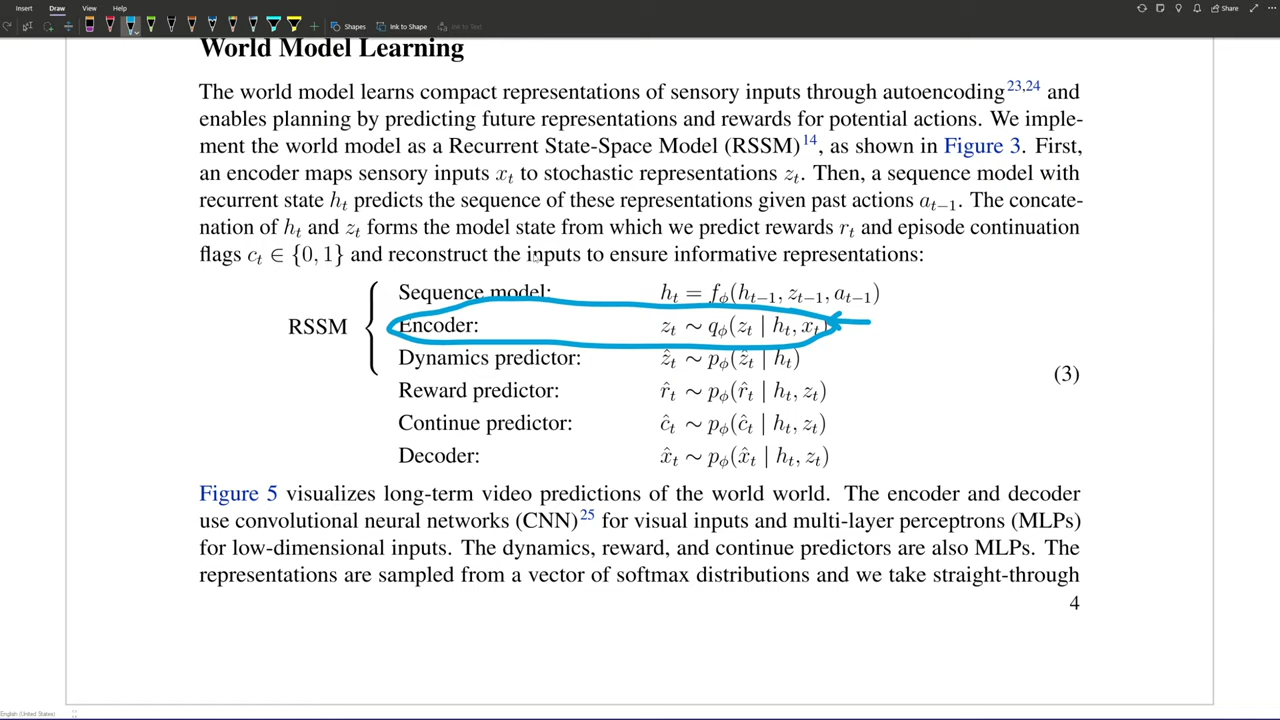 Insert Draw View Help
Share
Shapes Ink to Shape Ink to Text
World Model Learning
The world model learns compact representations of sensory inputs through autoencoding23,24 and
enables planning by predicting future representations and rewards for potential actions. We imple-
ment the world model as a Recurrent State-Space Model (RSSM)14, as shown in Figure 3. First,
an encoder maps sensory inputs xₜ to stochastic representations zₜ. Then, a sequence model with
recurrent state hₜ predicts the sequence of these representations given past actions aₜ₋₁. The concate-
nation of hₜ and zₜ forms the model state from which we predict rewards rₜ and episode continuation
flags cₜ ∈ {0, 1} and reconstruct the inputs to ensure informative representations:
Sequence model: hₜ = fϕ(hₜ₋₁, zₜ₋₁, aₜ₋₁)
RSSM Encoder: zₜ ∼ qϕ(zₜ | hₜ, xₜ)
Dynamics predictor: ẑₜ ∼ pϕ(ẑₜ | hₜ)
(3)
Reward predictor: r̂ₜ ∼ pϕ(r̂ₜ | hₜ, zₜ)
Continue predictor: ĉₜ ∼ pϕ(ĉₜ | hₜ, zₜ)
Decoder: x̂ₜ ∼ pϕ(x̂ₜ | hₜ, zₜ)
Figure 5 visualizes long-term video predictions of the world world. The encoder and decoder
use convolutional neural networks (CNN)25 for visual inputs and multi-layer perceptrons (MLPs)
for low-dimensional inputs. The dynamics, reward, and continue predictors are also MLPs. The
representations are sampled from a vector of softmax distributions and we take straight-through
4
English (United States)